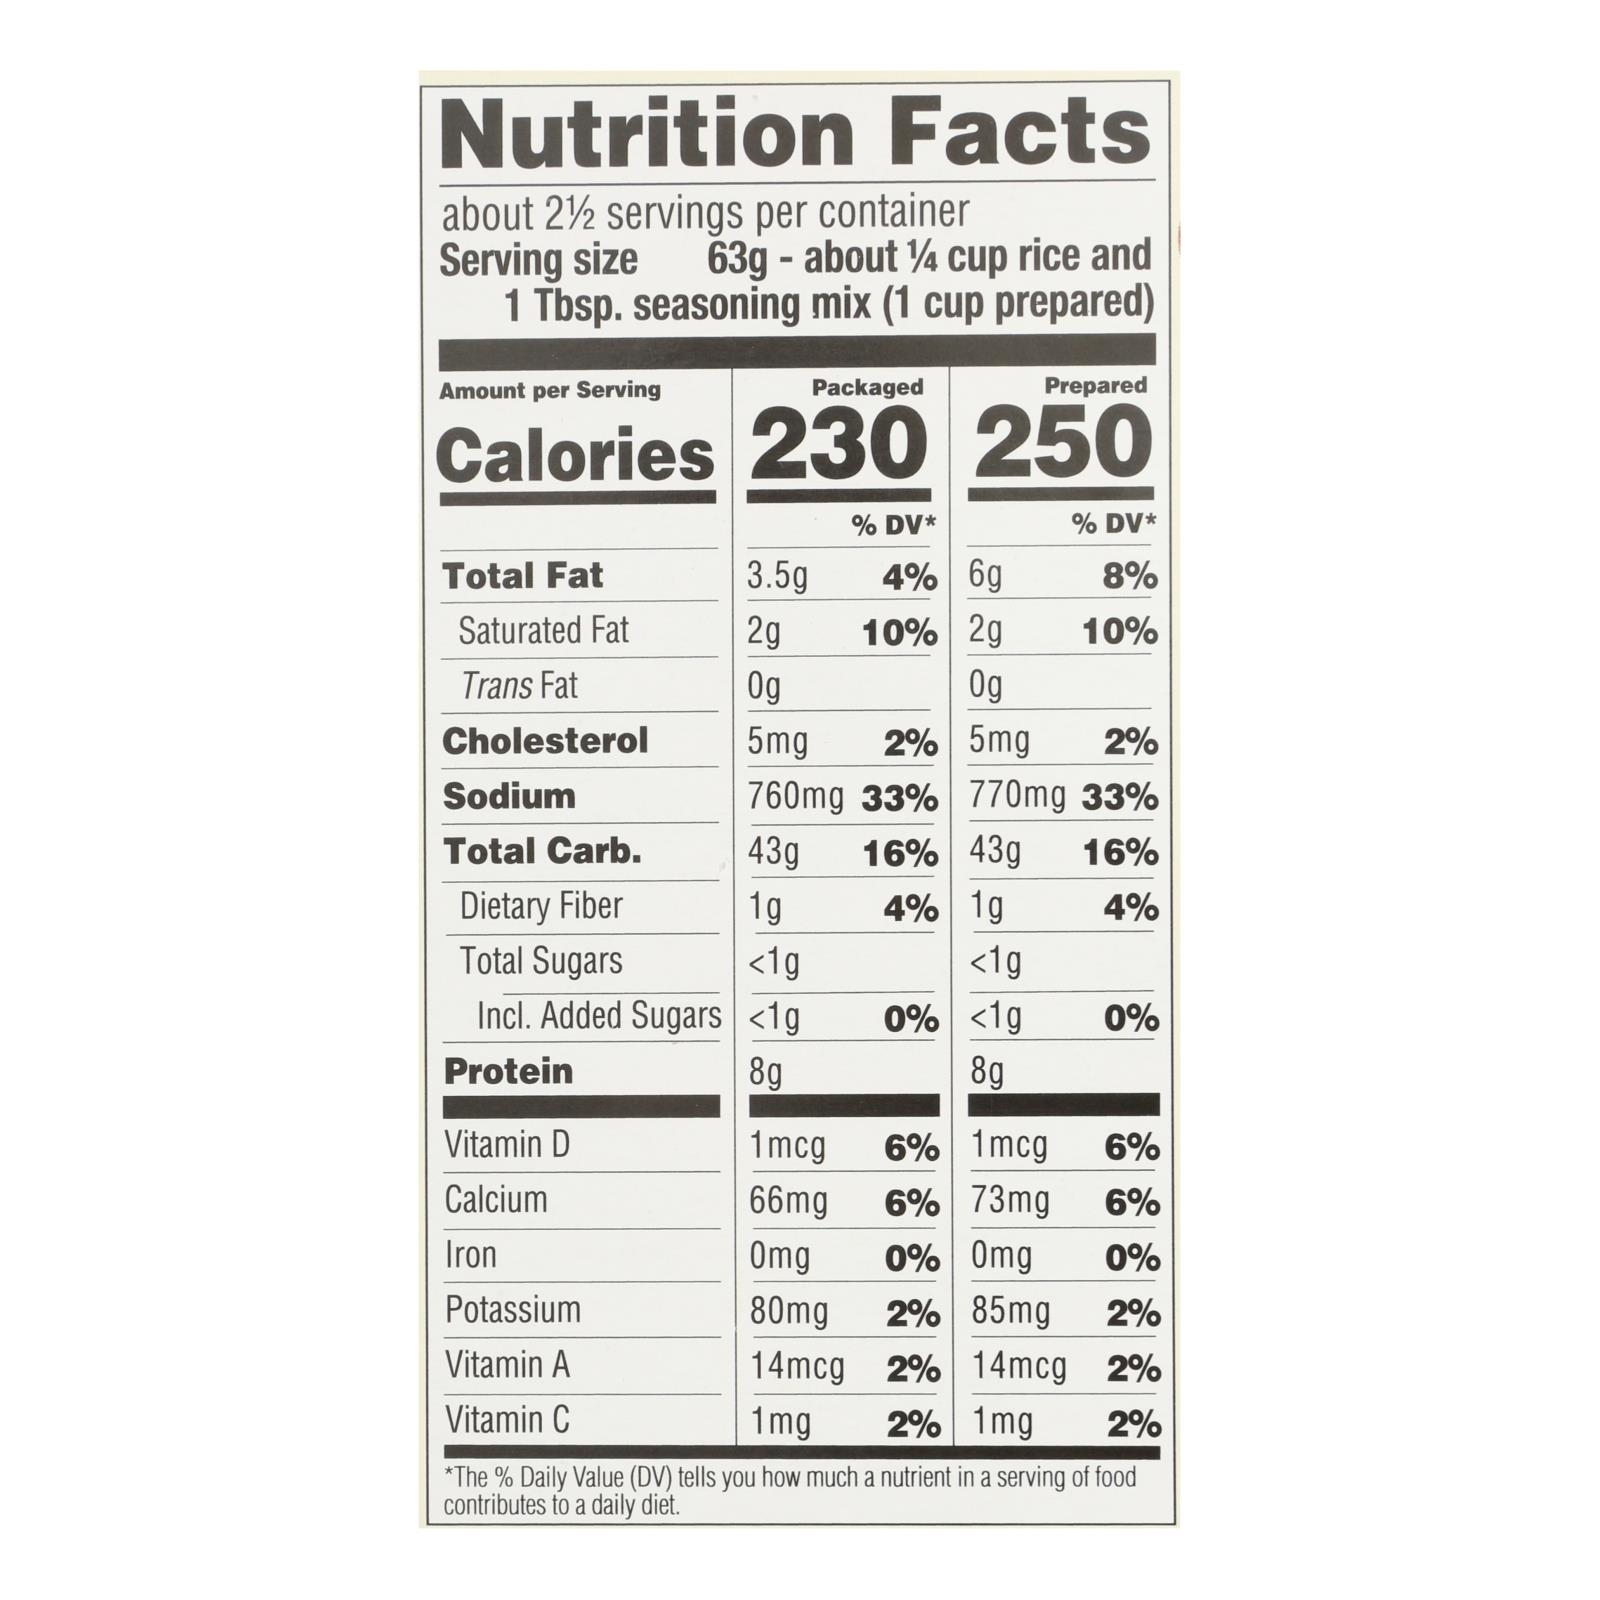 Nutrition Facts
about 2½ servings per container
Serving size 63g - about ¼ cup rice and
1 Tbsp. seasoning mix (1 cup prepared)
Amount per Serving Packaged Prepared
Calories 230 250
% DV* % DV*
Total Fat 3.5g 4% 6g 8%
Saturated Fat 2g 10% 2g 10%
Trans Fat 0g 0g
Cholesterol 5mg 2% 5mg 2%
Sodium 760mg 33% 770mg 33%
Total Carb. 43g 16% 43g 16%
Dietary Fiber 1g 4% 1g 4%
Total Sugars <1g <1g
Incl. Added Sugars <1g 0% <1g 0%
Protein 8g 8g
Vitamin D 1mcg 6% 1mcg 6%
Calcium 66mg 6% 73mg 6%
Iron 0mg 0% 0mg 0%
Potassium 80mg 2% 85mg 2%
Vitamin A 14mcg 2% 14mcg 2%
Vitamin C 1mg 2% 1mg 2%
*The % Daily Value (DV) tells you how much a nutrient in a serving of food
contributes to a daily diet.